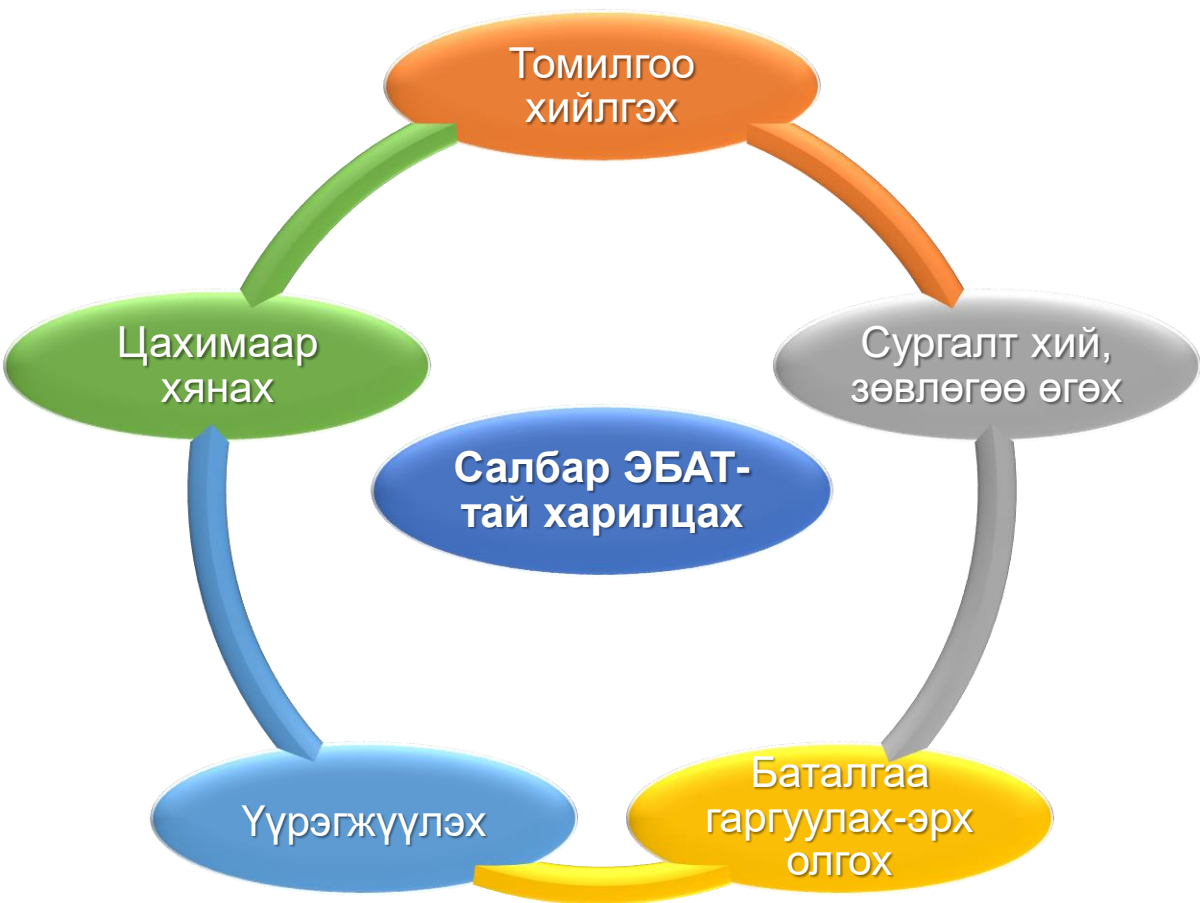 Томилгоо
хийлгэх
Сургалт хий,
зөвлөгөө өгөх
Баталгаа
гаргуулах-эрх
олгох
Үүрэгжүүлэх
Цахимаар
хянах
Салбар ЭБАТ-
тай харилцах